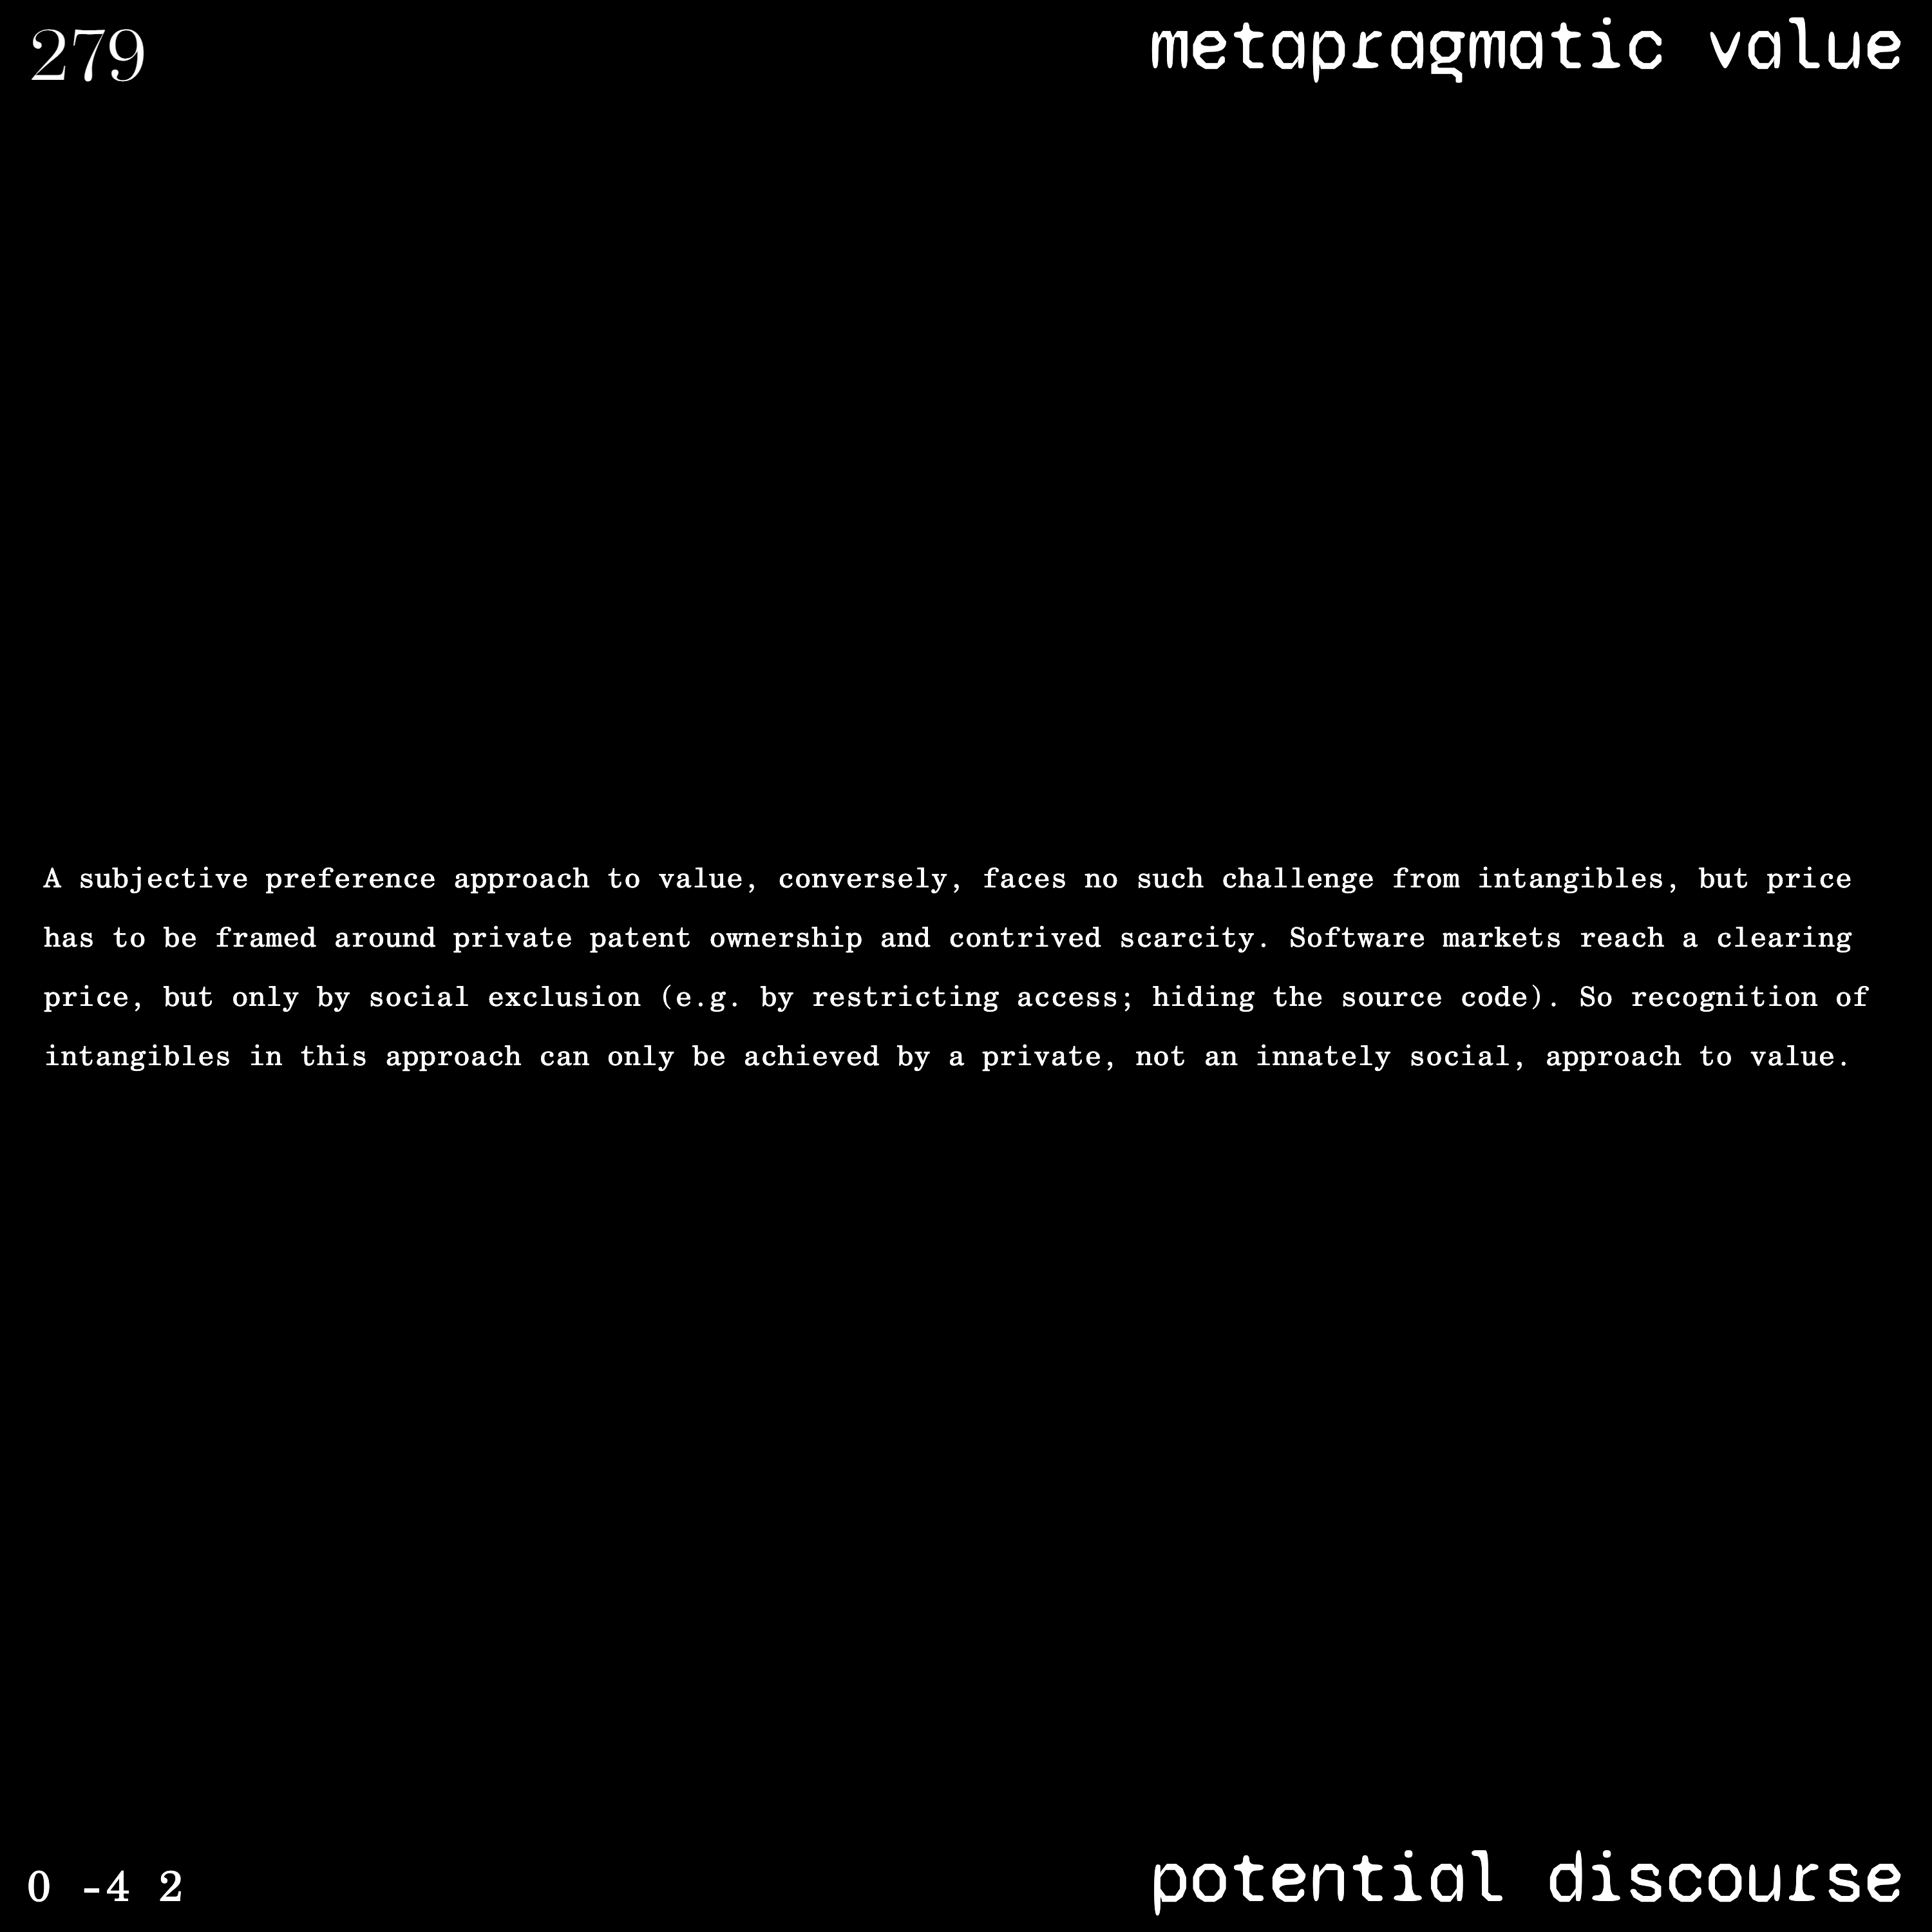 279
metapragmatic value
A subjective preference approach to value, conversely, faces no such challenge from intangibles, but price
has to be framed around private patent ownership and contrived scarcity. Software markets reach a clearing
price, but only by social exclusion (e.g. by restricting access; hiding the source code). So recognition of
intangibles in this approach can only be achieved by a private, not an innately social, approach to value.
0 -4 2
potential discourse